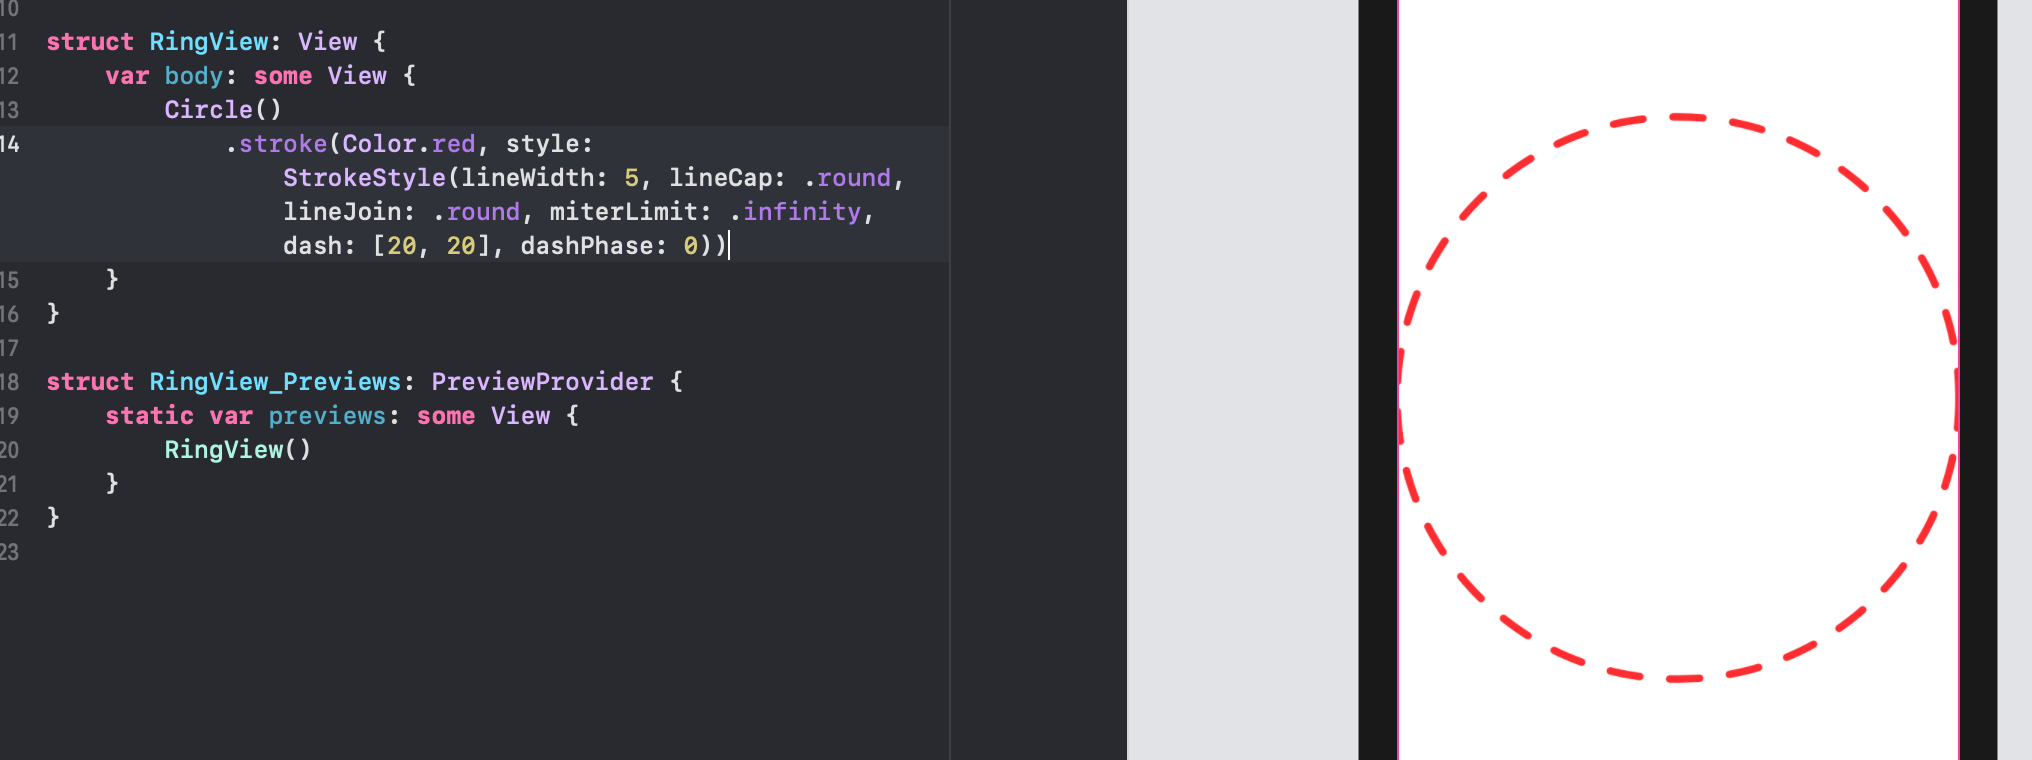 10
11 struct RingView: View {
12 var body: some View {
13 Circle()
14 .stroke(Color.red, style:
StrokeStyle(lineWidth: 5, lineCap: .round,
lineJoin: .round, miterLimit: .infinity,
dash: [20, 20], dashPhase: 0))
15 }
16 }
17
18 struct RingView_Previews: PreviewProvider {
19 static var previews: some View {
20 RingView()
21 }
22 }
23